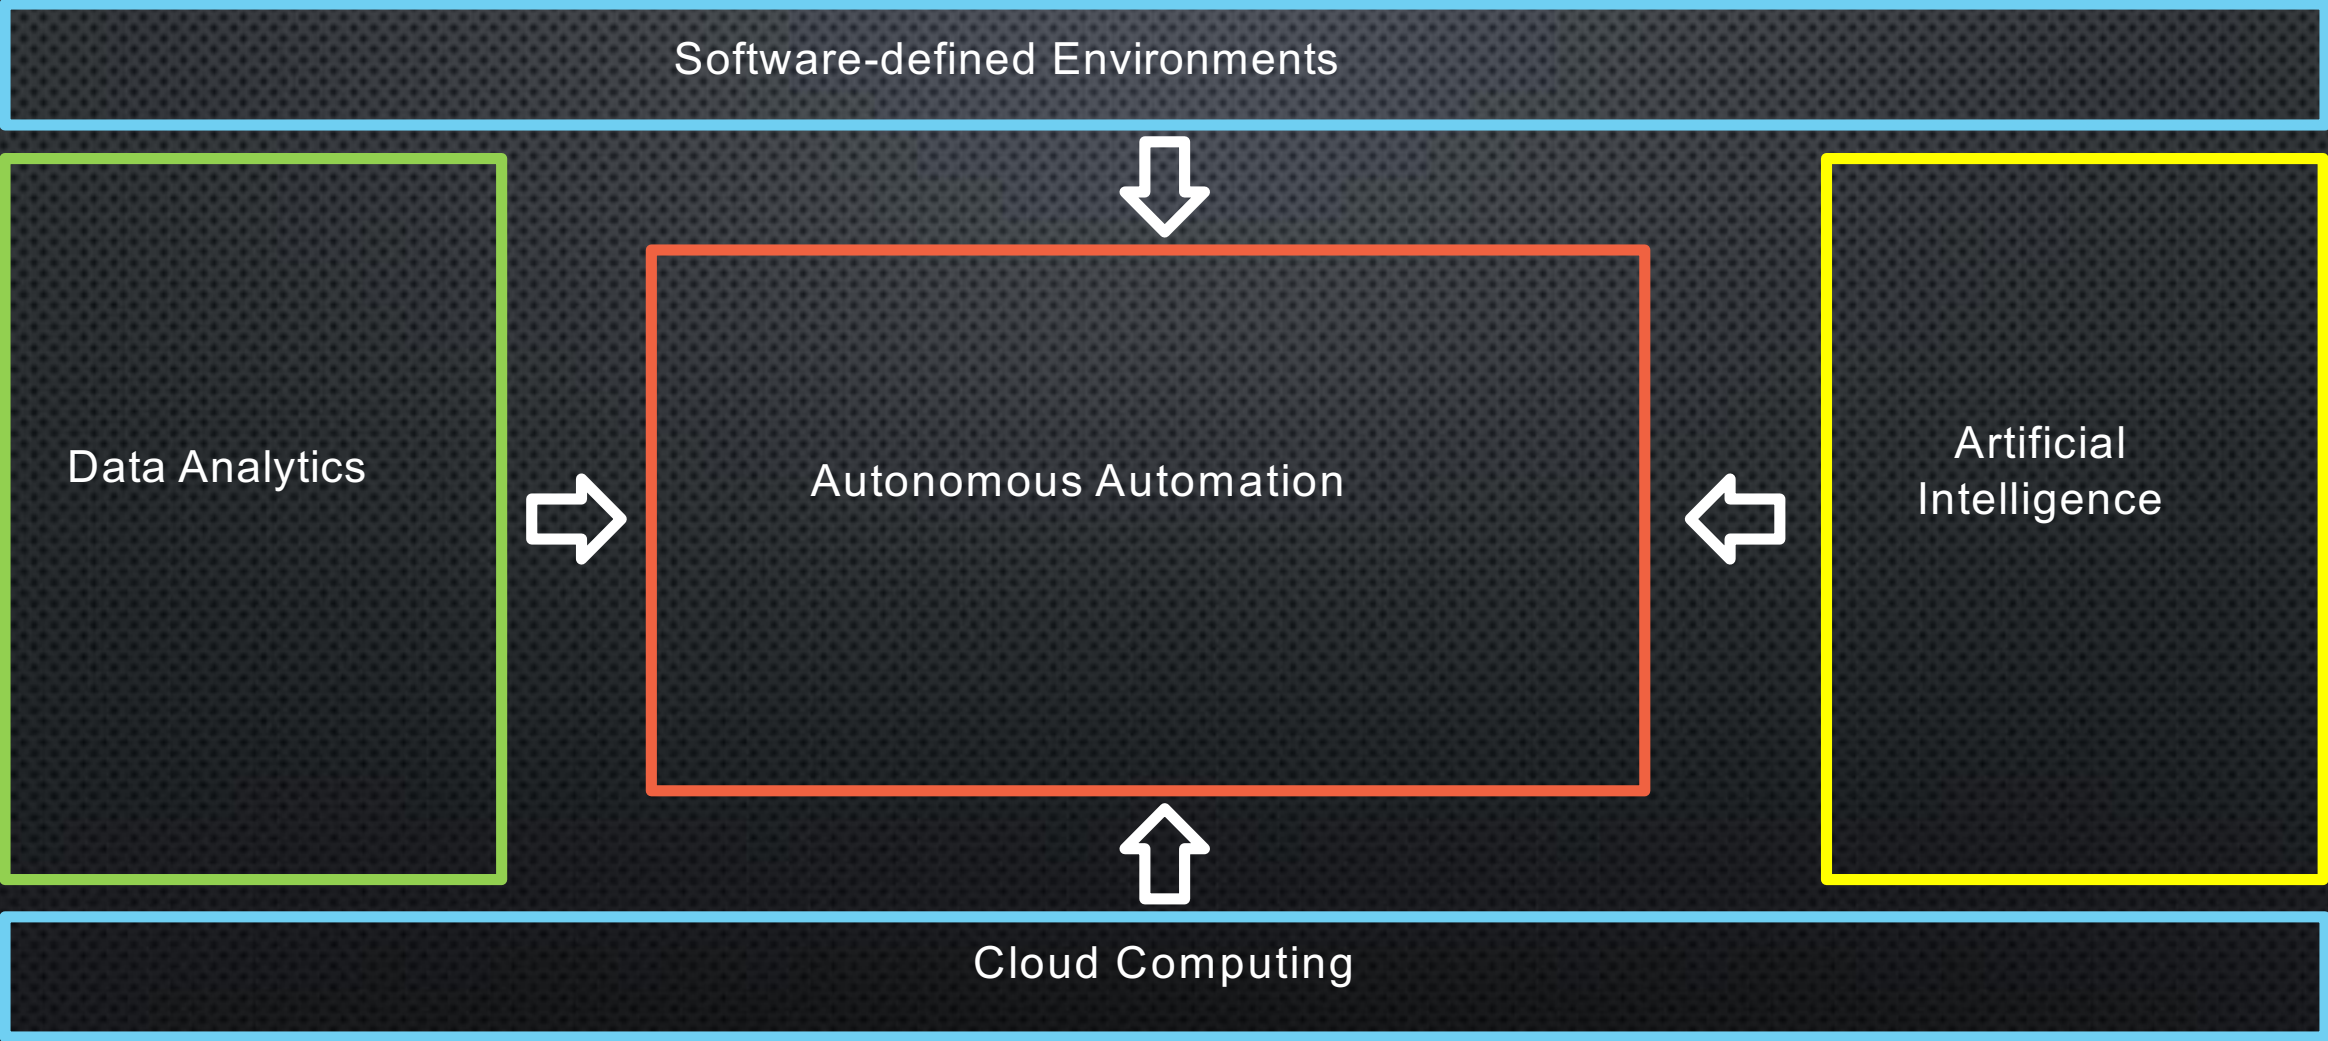 Software-defined Environments
Data Analytics
Autonomous Automation
Artificial
Intelligence
Cloud Computing